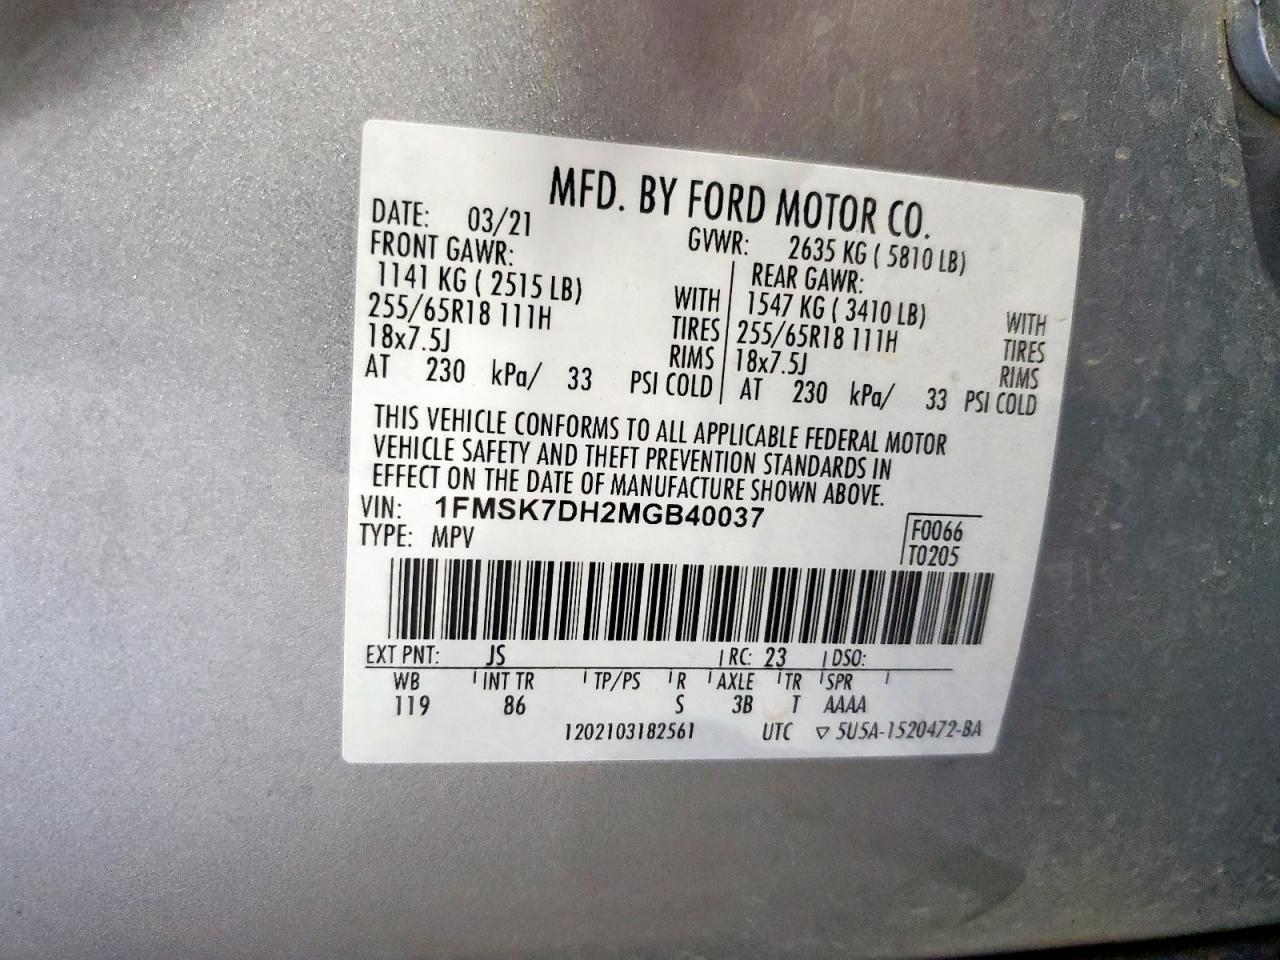 MFD. BY FORD MOTOR CO.
DATE: 03/21 GVWR: 2635 KG ( 5810 LB)
FRONT GAWR: REAR GAWR:
1141 KG ( 2515 LB) WITH 1547 KG ( 3410 LB) WITH
255/65R18 111H TIRES 255/65R18 111H TIRES
18x7.5J RIMS 18x7.5J RIMS
AT 230 kPa/ 33 PSI COLD AT 230 kPa/ 33 PSI COLD
THIS VEHICLE CONFORMS TO ALL APPLICABLE FEDERAL MOTOR
VEHICLE SAFETY AND THEFT PREVENTION STANDARDS IN
EFFECT ON THE DATE OF MANUFACTURE SHOWN ABOVE.
VIN: 1FMSK7DH2MGB40037
TYPE: MPV
F0066
T0205
EXT PNT: JS RC: 23 DSO:
WB INT TR TP/PS R AXLE TR SPR
119 86 S 3B T AAAA
1202103182561 UTC ▽ 5U5A-1520472-BA